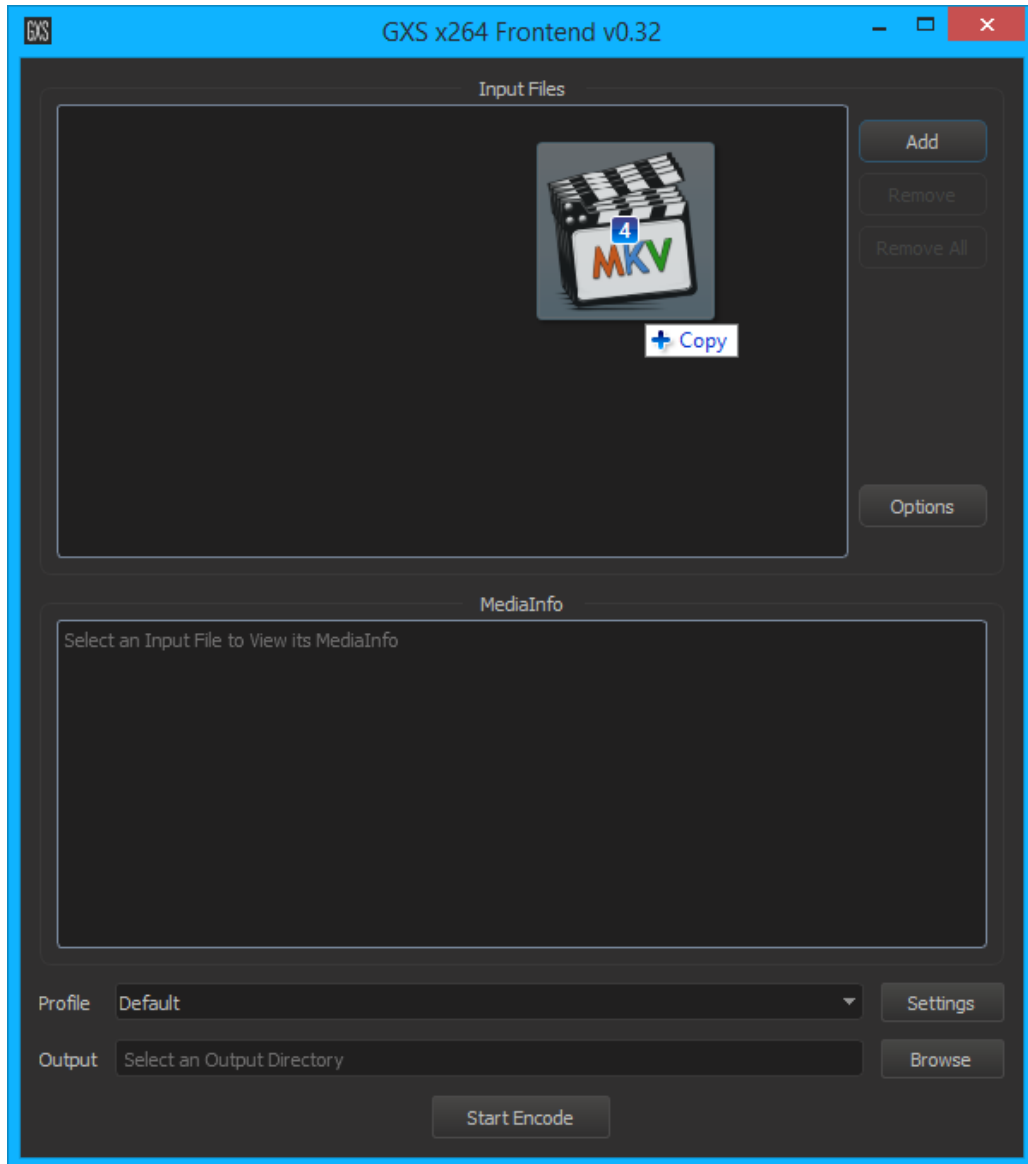 GXS
GXS x264 Frontend v0.32
Input Files
Add
Remove
Remove All
4
MKV
Copy
Options
MediaInfo
Select an Input File to View its MediaInfo
Profile
Default
Settings
Output
Select an Output Directory
Browse
Start Encode